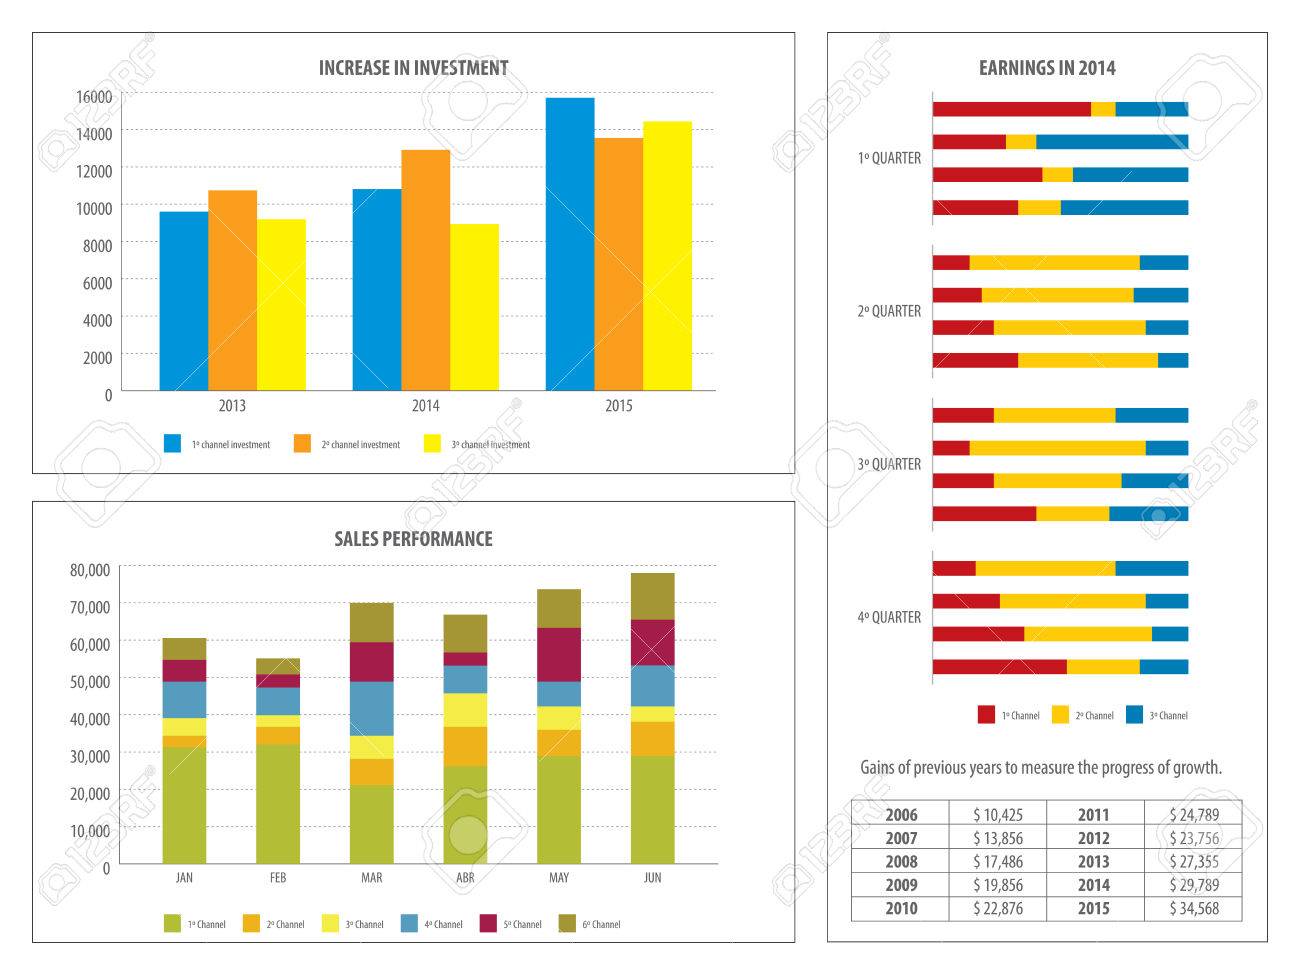 INCREASE IN INVESTMENT
16000
14000
12000
10000
8000
6000
4000
2000
0
2013 2014 2015
1º channel investment 2º channel investment 3º channel investment
SALES PERFORMANCE
80,000
70,000
60,000
50,000
40,000
30,000
20,000
10,000
0
JAN FEB MAR ABR MAY JUN
1º Channel 2º Channel 3º Channel 4º Channel 5º Channel 6º Channel
EARNINGS IN 2014
1º QUARTER
2º QUARTER
3º QUARTER
4º QUARTER
1º Channel 2º Channel 3º Channel
Gains of previous years to measure the progress of growth.
2006 $ 10,425 2011 $ 24,789
2007 $ 13,856 2012 $ 23,756
2008 $ 17,486 2013 $ 27,355
2009 $ 19,856 2014 $ 29,789
2010 $ 22,876 2015 $ 34,568
123RF
123RF
123RF
123RF
123RF
123RF